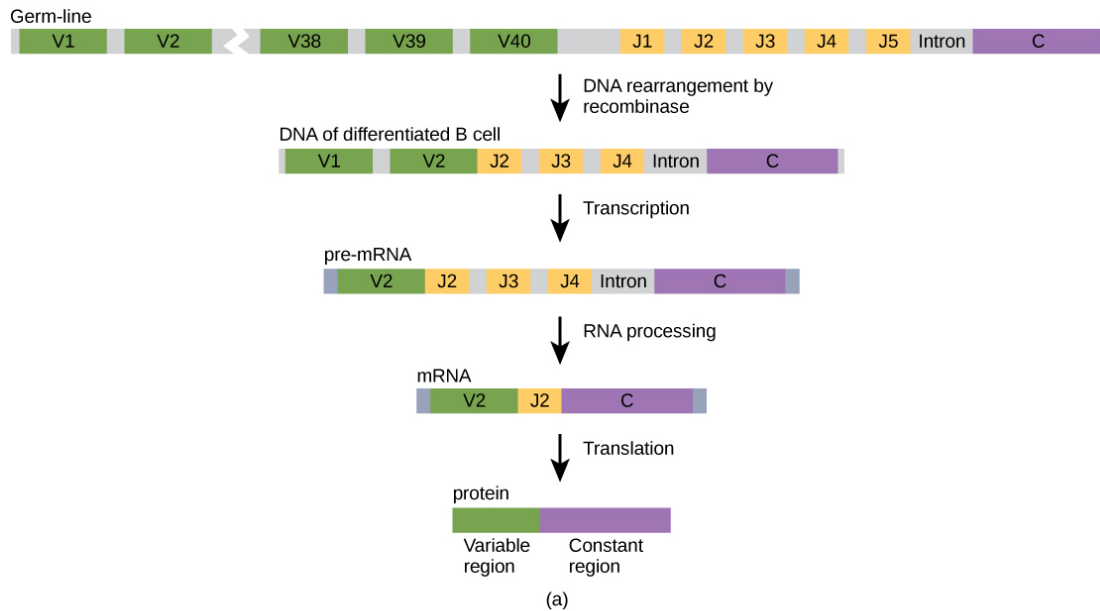 Germ-line
V1 V2 V38 V39 V40 J1 J2 J3 J4 J5 Intron C
DNA rearrangement by
recombinase
DNA of differentiated B cell
V1 V2 J2 J3 J4 Intron C
Transcription
pre-mRNA
V2 J2 J3 J4 Intron C
RNA processing
mRNA
V2 J2 C
Translation
protein
Variable
region
Constant
region
(a)